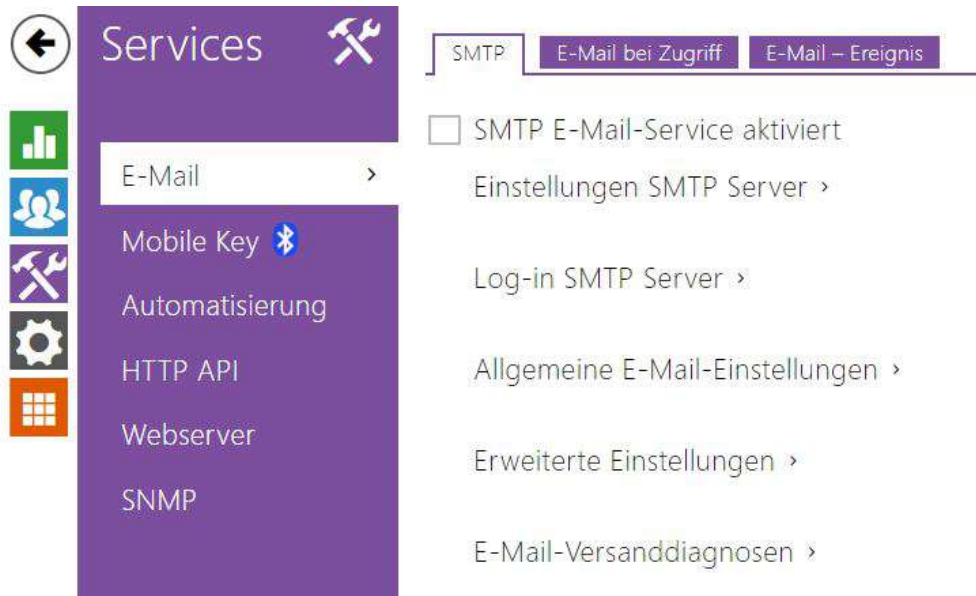 Services
E-Mail
Mobile Key
Automatisierung
HTTP API
Webserver
SNMP
SMTP
E-Mail bei Zugriff
E-Mail – Ereignis
SMTP E-Mail-Service aktiviert
Einstellungen SMTP Server ›
Log-in SMTP Server ›
Allgemeine E-Mail-Einstellungen ›
Erweiterte Einstellungen ›
E-Mail-Versanddiagnosen ›